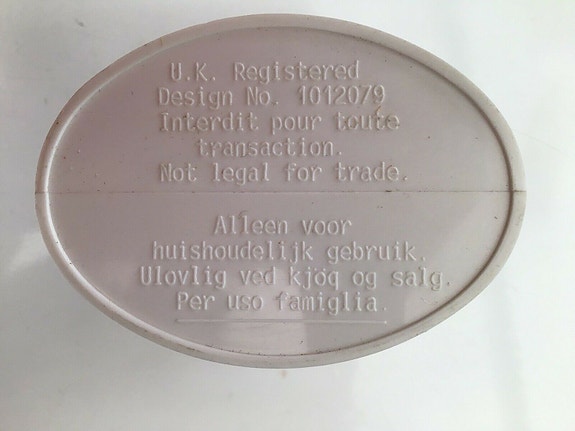 U.K. Registered
Design No. 1012079
Interdit pour toute
transaction.
Not legal for trade.
Alleen voor
huishoudelijk gebruik.
Ulovlig ved kjøq og salg.
Per uso famiglia.